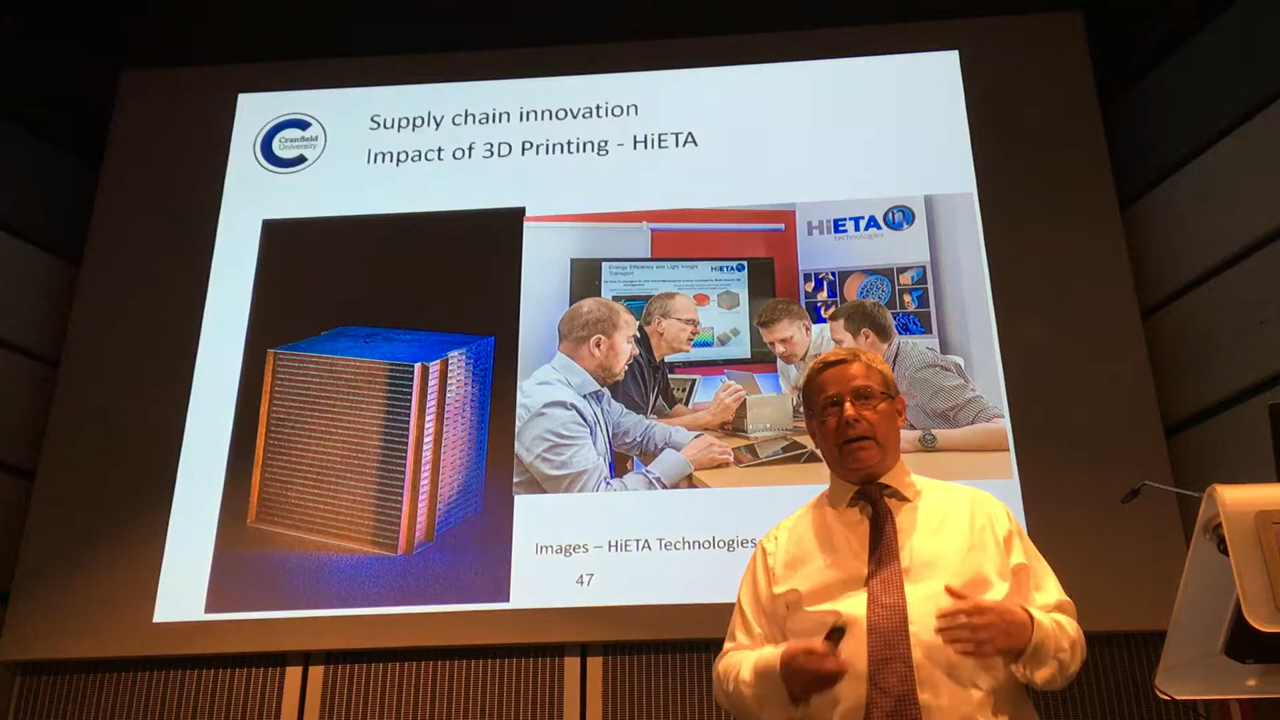 Cranfield
University
Supply chain innovation
Impact of 3D Printing - HiETA
HiETA
technologies
Energy Efficiency and Light Weight
Transport
HiETA
Images – HiETA Technologies
47